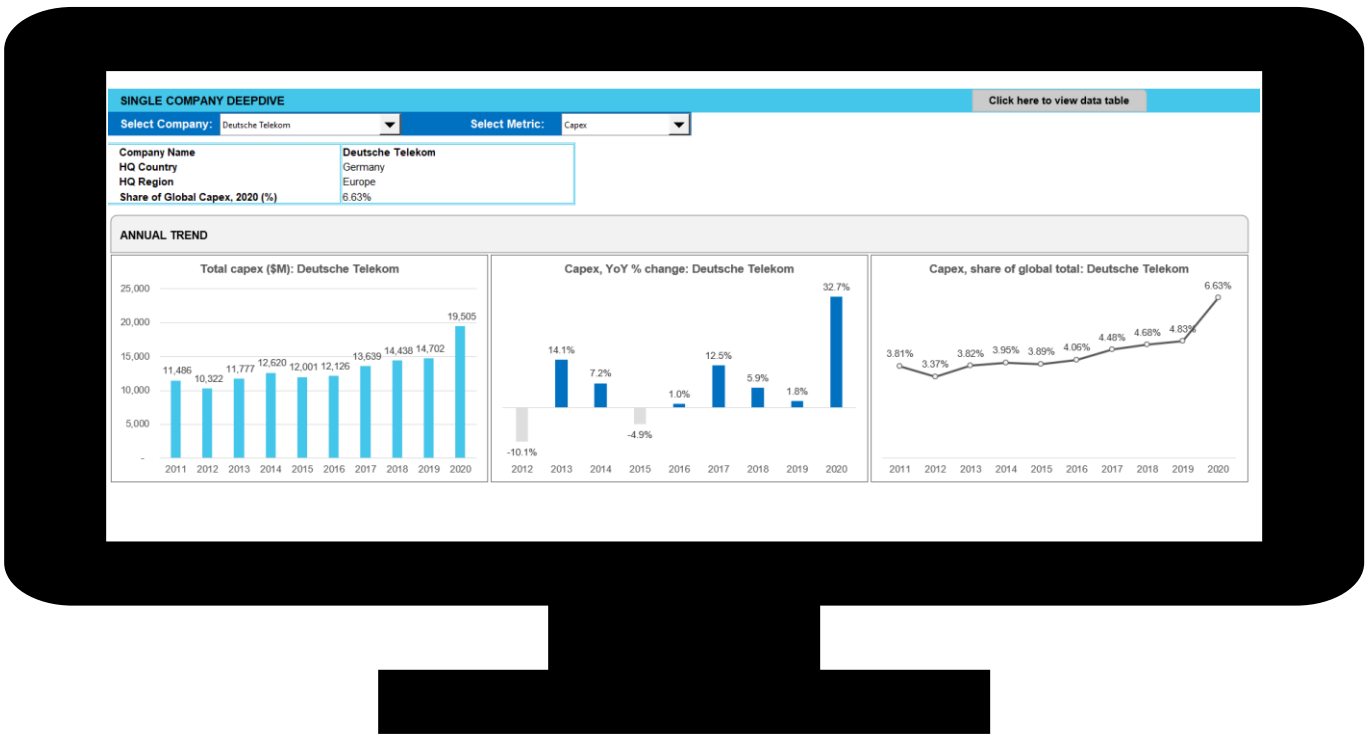 SINGLE COMPANY DEEPDIVE
Click here to view data table
Select Company: Deutsche Telekom
Select Metric: Capex
Company Name Deutsche Telekom
HQ Country Germany
HQ Region Europe
Share of Global Capex, 2020 (%) 6.63%
ANNUAL TREND
Total capex ($M): Deutsche Telekom
25,000
20,000
15,000
10,000
5,000
-
11,486 10,322 11,777 12,620 12,001 12,126 13,639 14,438 14,702 19,505
2011 2012 2013 2014 2015 2016 2017 2018 2019 2020
Capex, YoY % change: Deutsche Telekom
-10.1% 14.1% 7.2% -4.9% 1.0% 12.5% 5.9% 1.8% 32.7%
2012 2013 2014 2015 2016 2017 2018 2019 2020
Capex, share of global total: Deutsche Telekom
3.81% 3.37% 3.82% 3.95% 3.89% 4.06% 4.48% 4.68% 4.83% 6.63%
2011 2012 2013 2014 2015 2016 2017 2018 2019 2020